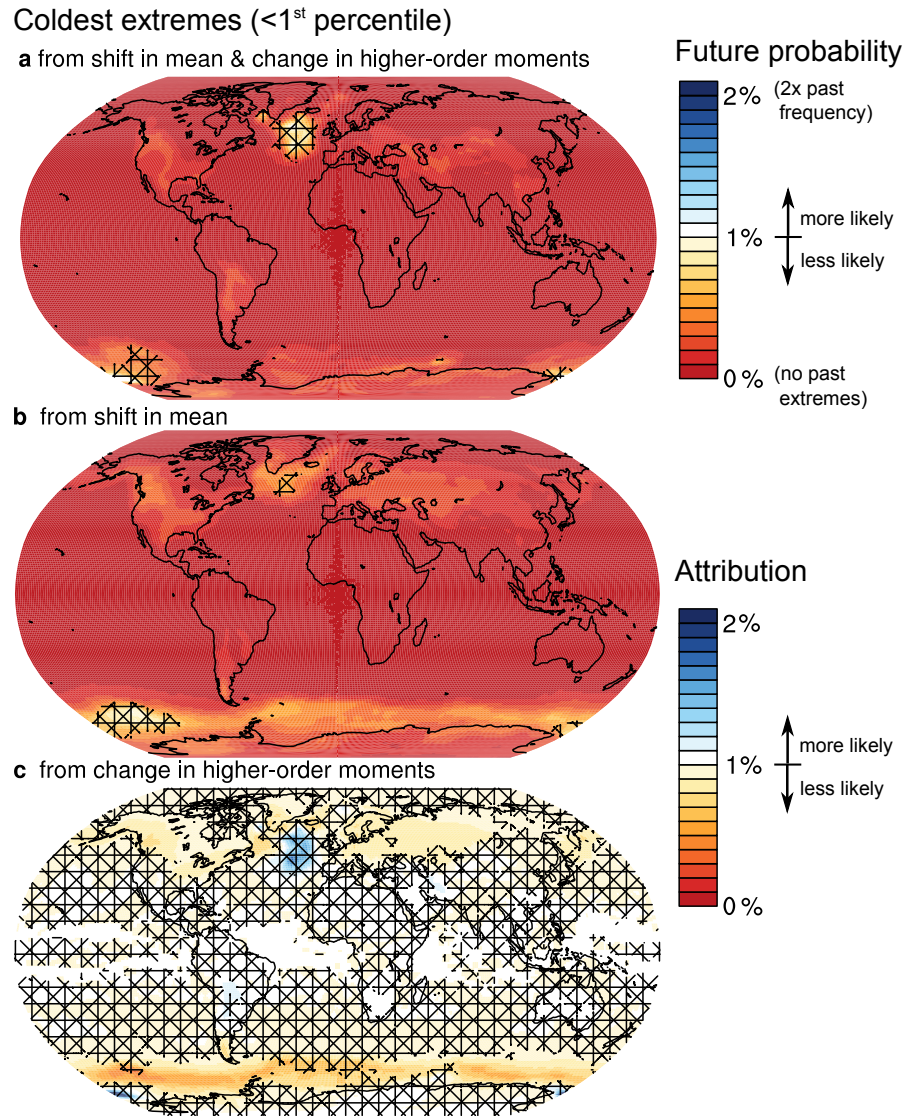 Coldest extremes (<1st percentile)
a from shift in mean & change in higher-order moments
Future probability
2%
(2x past
frequency)
more likely
1%
less likely
0%
(no past
extremes)
b from shift in mean
Attribution
2%
more likely
1%
less likely
0%
c from change in higher-order moments